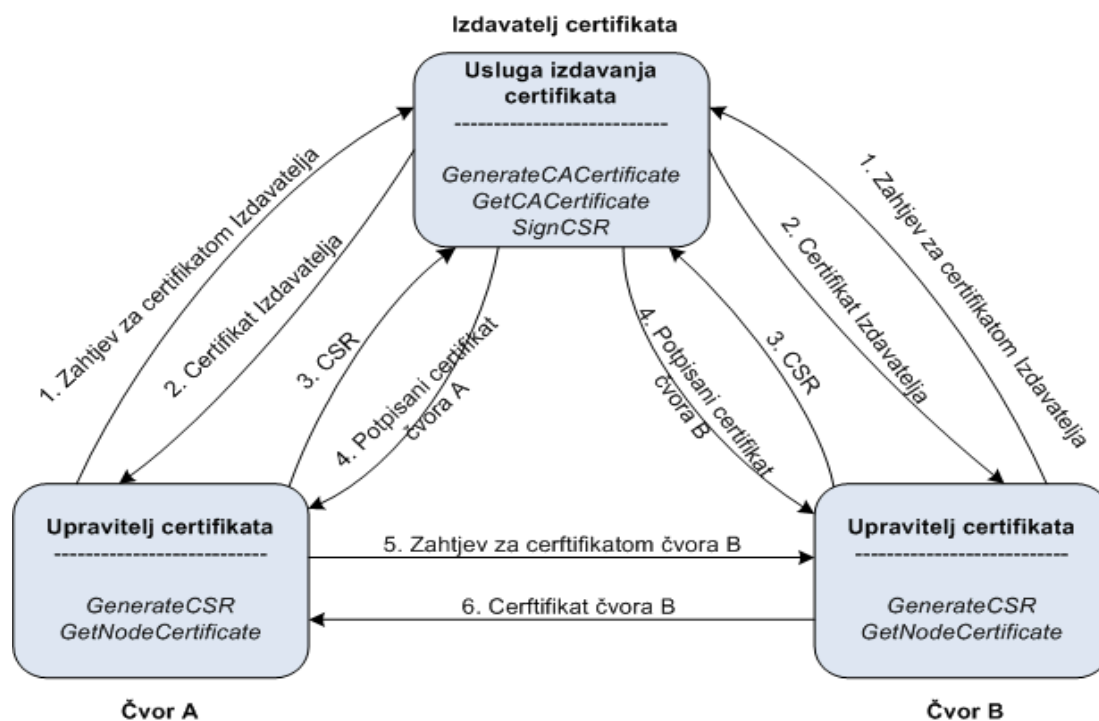 Izdavatelj certifikata
Usluga izdavanja
certifikata
---------------------------
GenerateCACertificate
GetCACertificate
SignCSR
1. Zahtjev za certifikatom Izdavatelja
2. Certifikat Izdavatelja
3. CSR
4. Potpisani certifikat
čvora A
4. Potpisani certifikat
čvora B
3. CSR
2. Certifikat Izdavatelja
1. Zahtjev za certifikatom Izdavatelja
Upravitelj certifikata
---------------------------
GenerateCSR
GetNodeCertificate
5. Zahtjev za cerftifikatom čvora B
6. Cerftifikat čvora B
Upravitelj certifikata
---------------------------
GenerateCSR
GetNodeCertificate
Čvor A
Čvor B